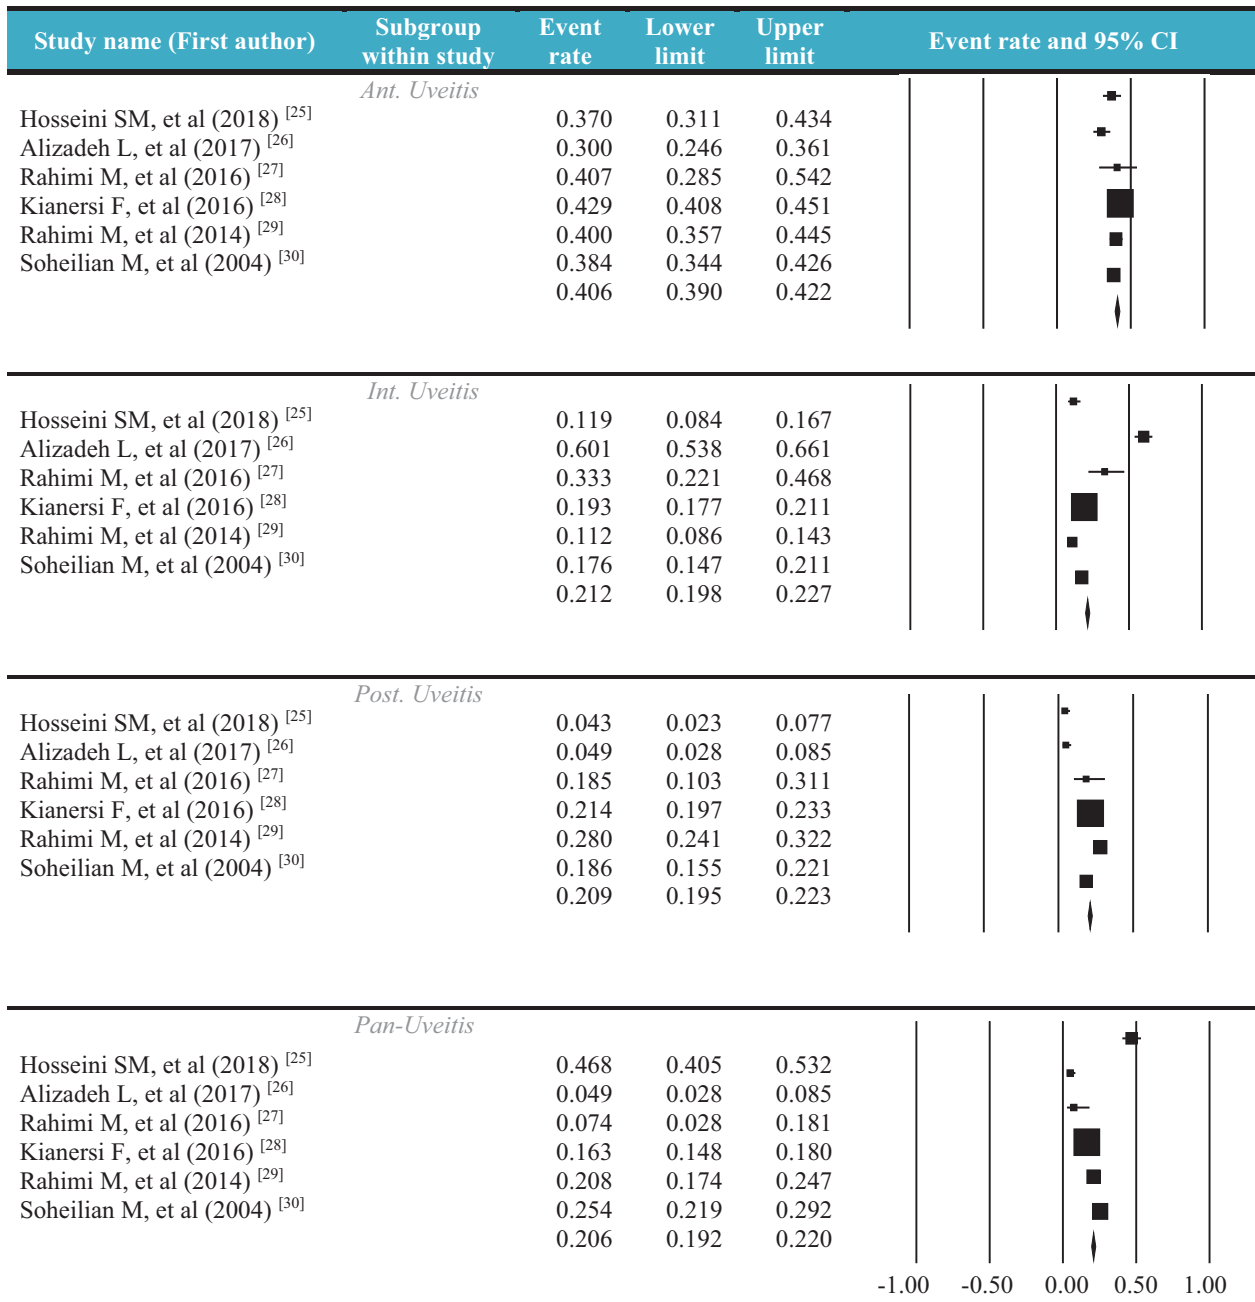 Study name (First author) Subgroup within study Event rate Lower limit Upper limit Event rate and 95% CI
Ant. Uveitis
Hosseini SM, et al (2018) [25] 0.370 0.311 0.434
Alizadeh L, et al (2017) [26] 0.300 0.246 0.361
Rahimi M, et al (2016) [27] 0.407 0.285 0.542
Kianersi F, et al (2016) [28] 0.429 0.408 0.451
Rahimi M, et al (2014) [29] 0.400 0.357 0.445
Soheilian M, et al (2004) [30] 0.384 0.344 0.426
0.406 0.390 0.422
Int. Uveitis
Hosseini SM, et al (2018) [25] 0.119 0.084 0.167
Alizadeh L, et al (2017) [26] 0.601 0.538 0.661
Rahimi M, et al (2016) [27] 0.333 0.221 0.468
Kianersi F, et al (2016) [28] 0.193 0.177 0.211
Rahimi M, et al (2014) [29] 0.112 0.086 0.143
Soheilian M, et al (2004) [30] 0.176 0.147 0.211
0.212 0.198 0.227
Post. Uveitis
Hosseini SM, et al (2018) [25] 0.043 0.023 0.077
Alizadeh L, et al (2017) [26] 0.049 0.028 0.085
Rahimi M, et al (2016) [27] 0.185 0.103 0.311
Kianersi F, et al (2016) [28] 0.214 0.197 0.233
Rahimi M, et al (2014) [29] 0.280 0.241 0.322
Soheilian M, et al (2004) [30] 0.186 0.155 0.221
0.209 0.195 0.223
Pan-Uveitis
Hosseini SM, et al (2018) [25] 0.468 0.405 0.532
Alizadeh L, et al (2017) [26] 0.049 0.028 0.085
Rahimi M, et al (2016) [27] 0.074 0.028 0.181
Kianersi F, et al (2016) [28] 0.163 0.148 0.180
Rahimi M, et al (2014) [29] 0.208 0.174 0.247
Soheilian M, et al (2004) [30] 0.254 0.219 0.292
0.206 0.192 0.220
-1.00 -0.50 0.00 0.50 1.00